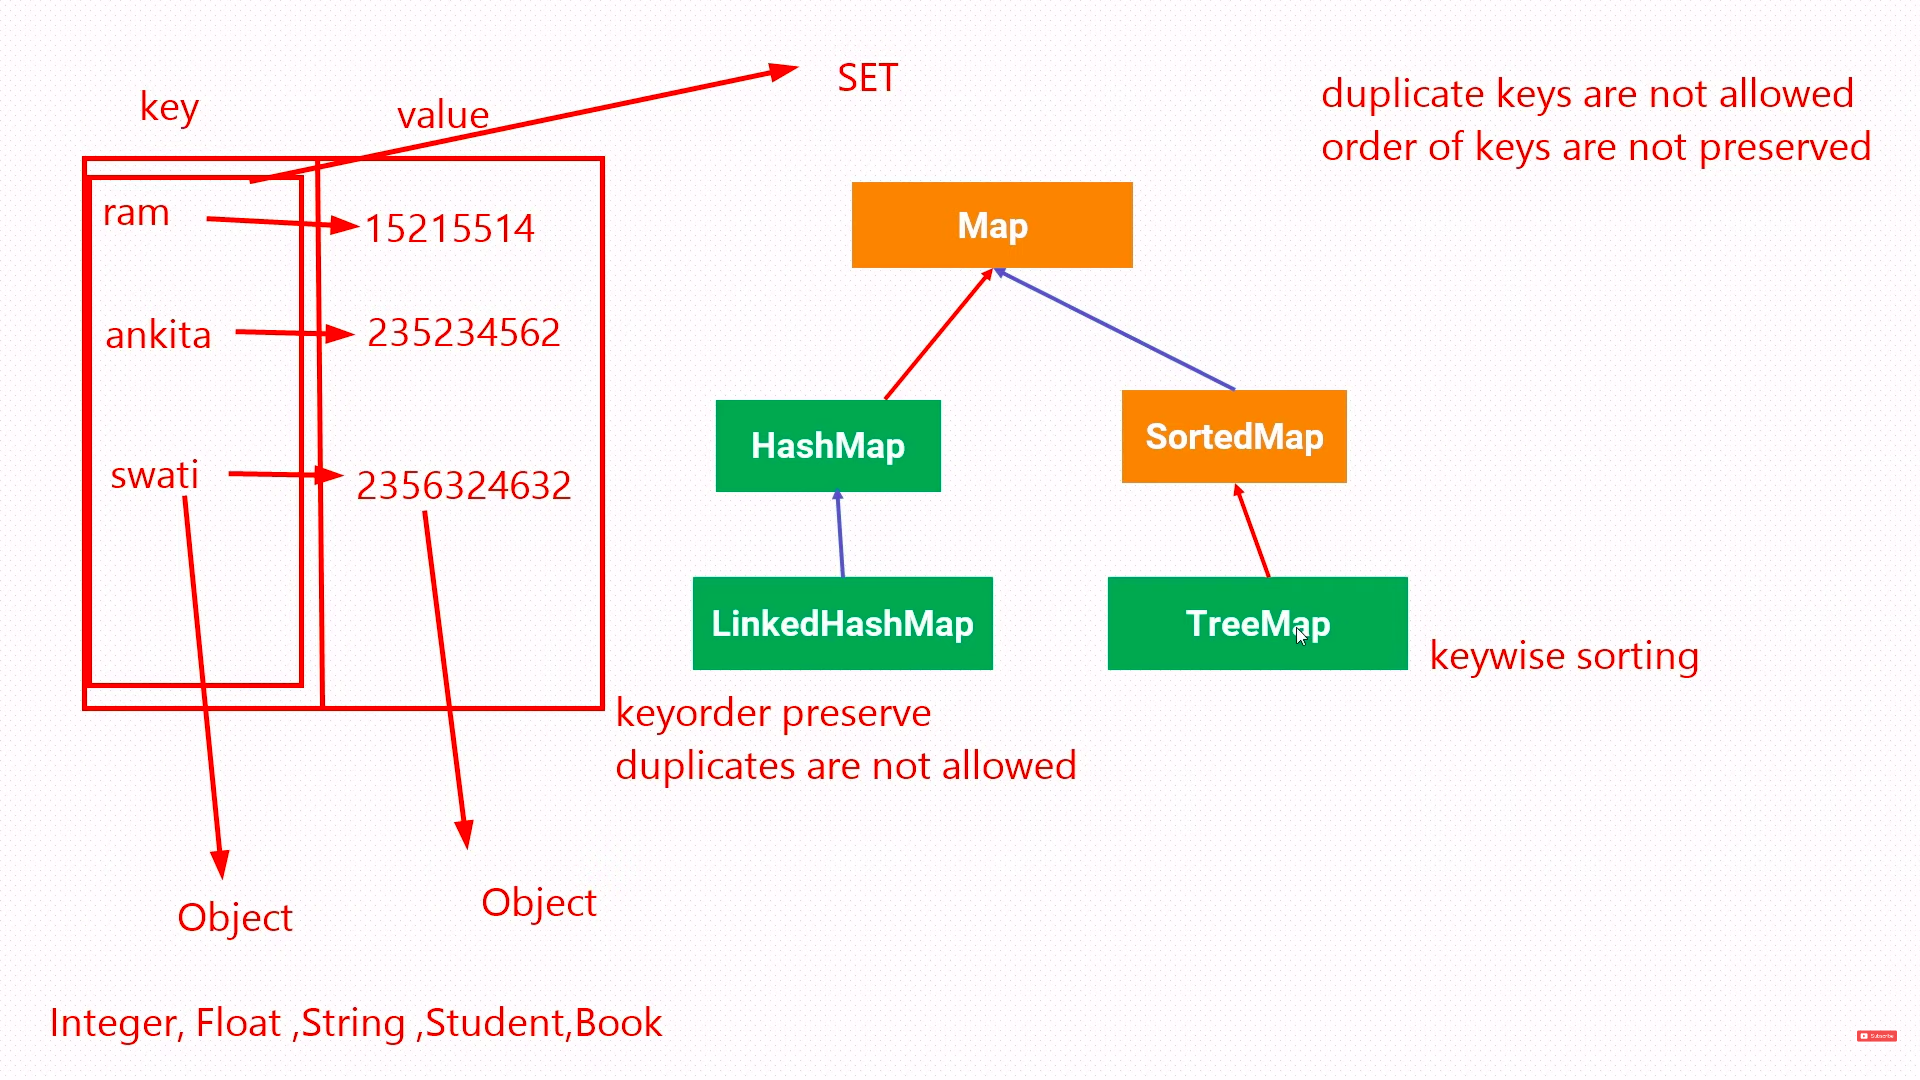 key
value
SET
duplicate keys are not allowed
order of keys are not preserved
ram
15215514
Map
ankita
235234562
HashMap
SortedMap
swati
2356324632
LinkedHashMap
TreeMap
keywise sorting
keyorder preserve
duplicates are not allowed
Object
Object
Integer, Float ,String ,Student,Book
Subscribe